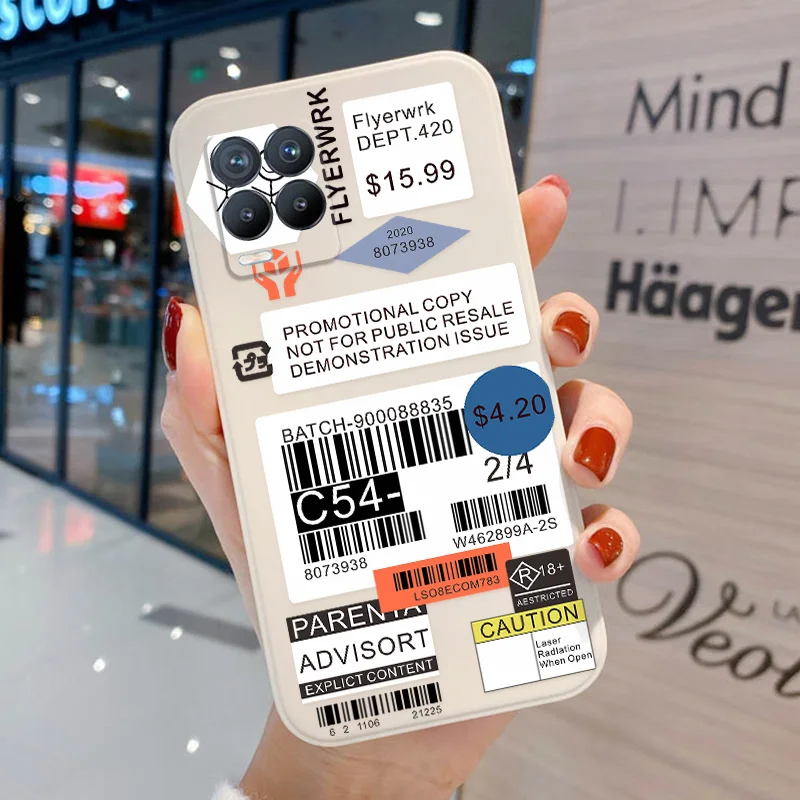 Mind
Häagen
FLYERWRK
Flyerwrk
DEPT.420
$15.99
2020
8073938
PROMOTIONAL COPY
NOT FOR PUBLIC RESALE
DEMONSTRATION ISSUE
BATCH-900088835
$4.20
2/4
C54-
8073938
W462899A-2S
LSO8ECOM783
R 18+
AESTRICTED
PARENTA
ADVISORT
EXPLICT CONTENT
CAUTION
Laser
Radlatlon
When Open
6 2 1106 21225